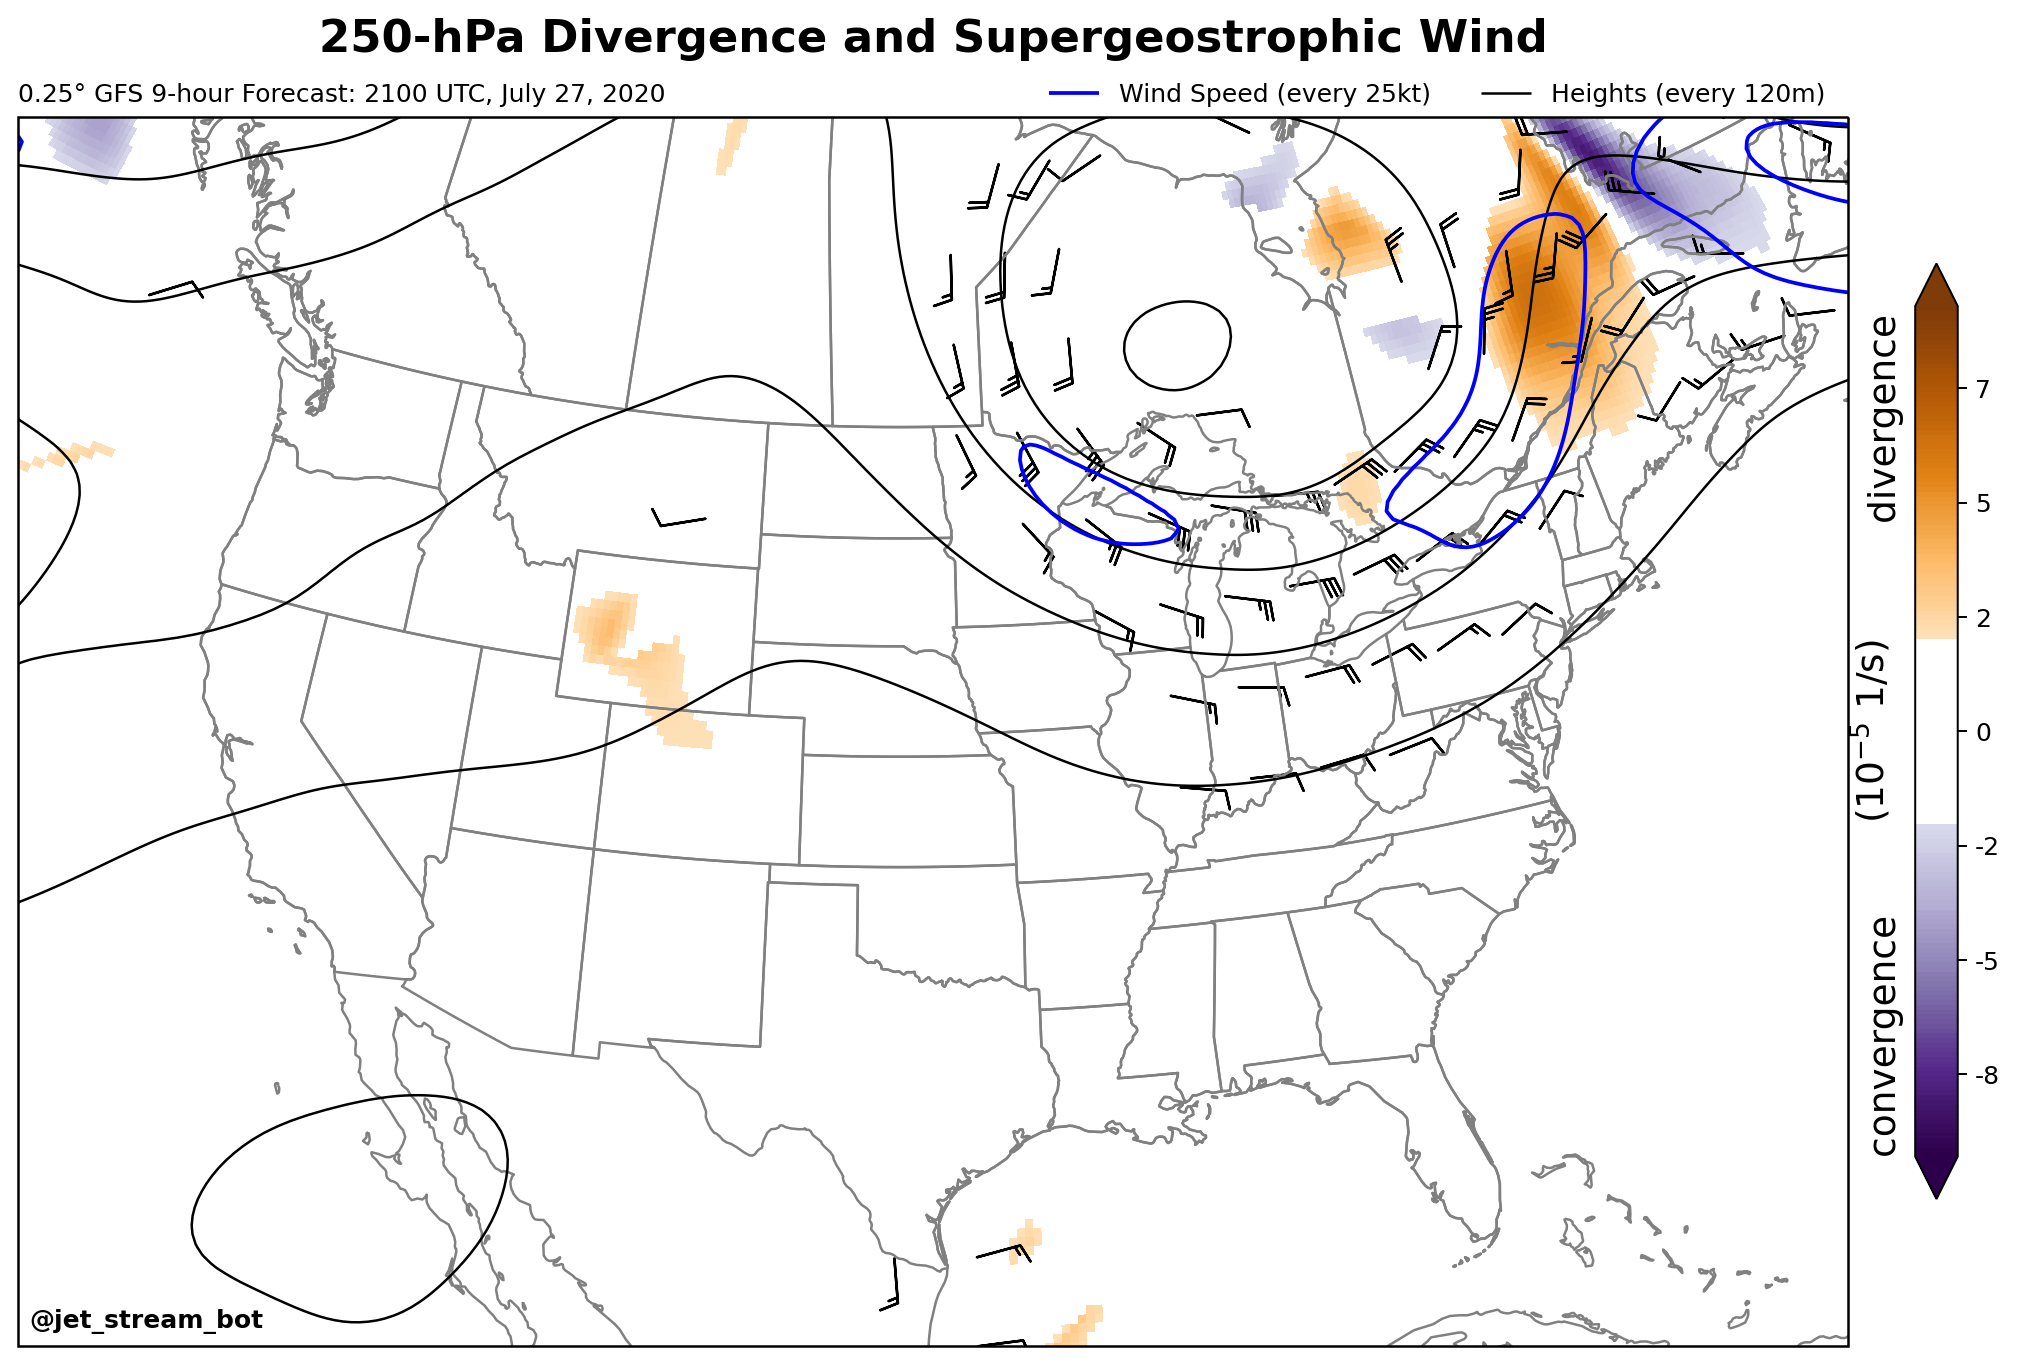 250-hPa Divergence and Supergeostrophic Wind
0.25° GFS 9-hour Forecast: 2100 UTC, July 27, 2020
Wind Speed (every 25kt)
Heights (every 120m)
7
5
2
0
-2
-5
-8
convergence (10⁻⁵ 1/s) divergence
@jet_stream_bot